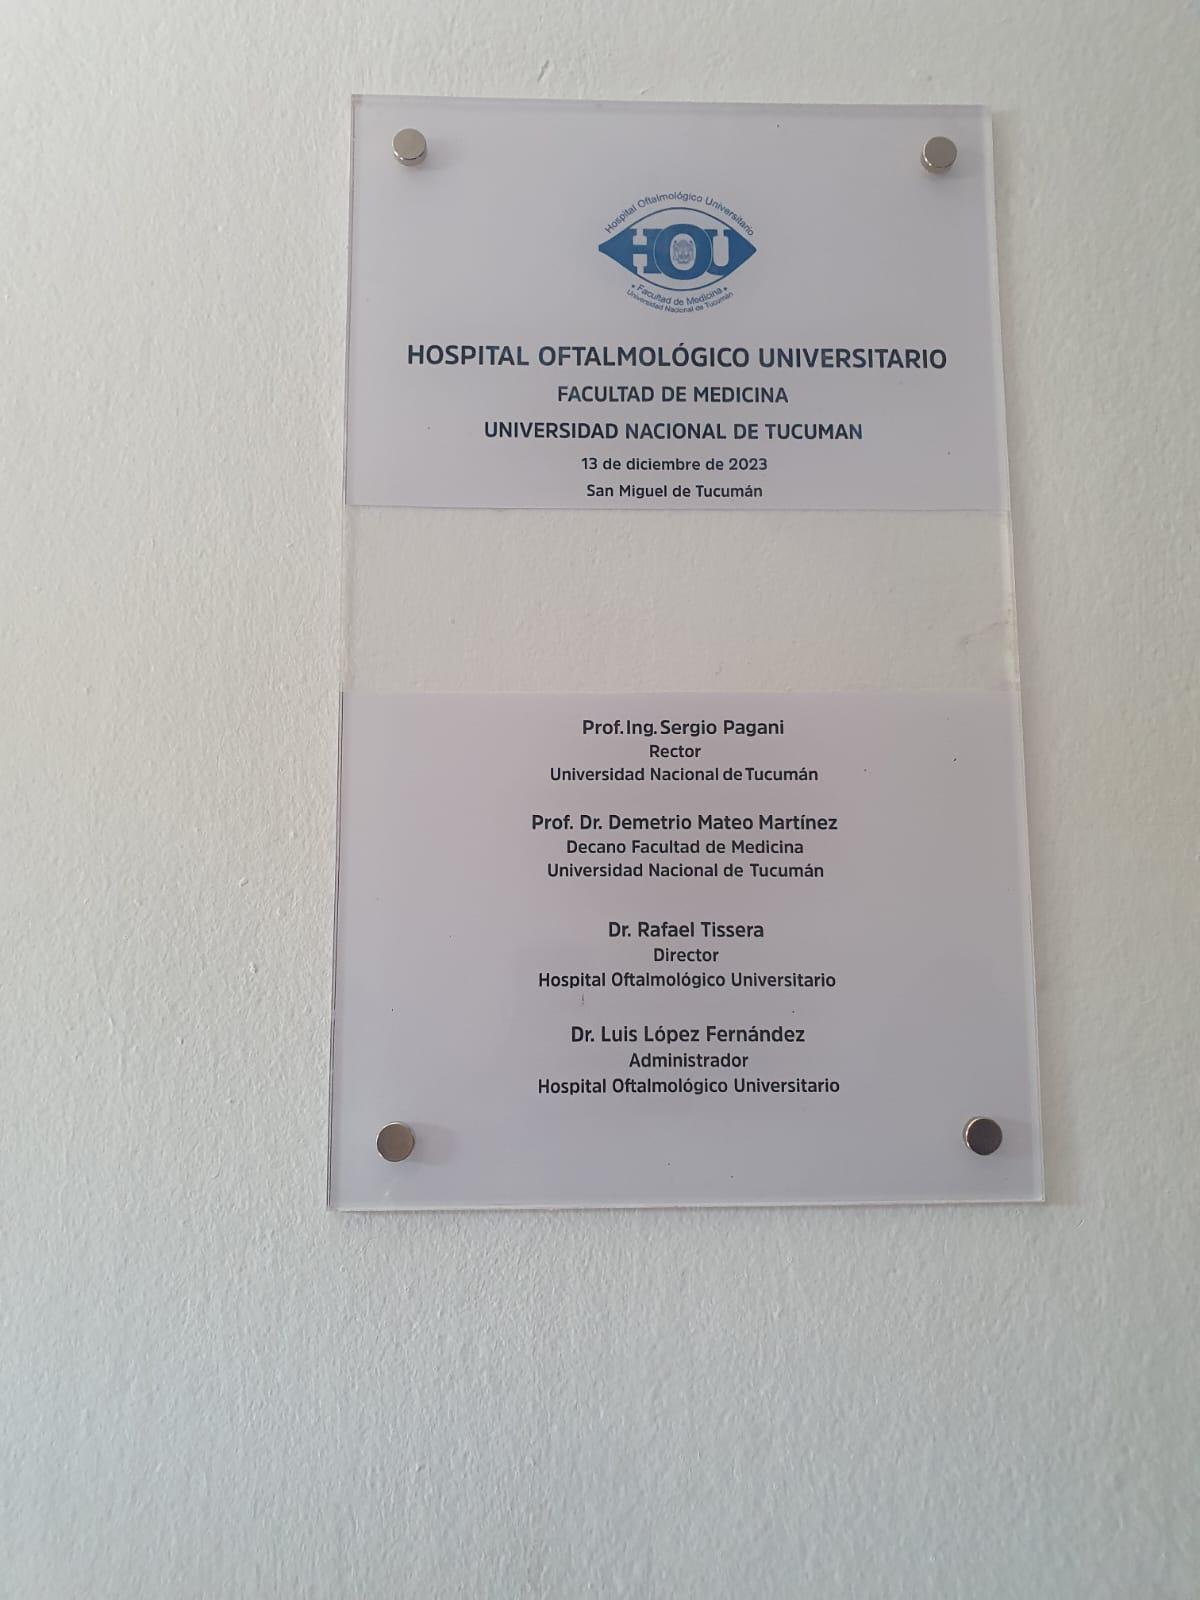 Hospital Oftalmológico Universitario
HOU
Facultad de Medicina
Universidad Nacional de Tucumán
HOSPITAL OFTALMOLÓGICO UNIVERSITARIO
FACULTAD DE MEDICINA
UNIVERSIDAD NACIONAL DE TUCUMAN
13 de diciembre de 2023
San Miguel de Tucumán
Prof. Ing. Sergio Pagani
Rector
Universidad Nacional de Tucumán
Prof. Dr. Demetrio Mateo Martínez
Decano Facultad de Medicina
Universidad Nacional de Tucumán
Dr. Rafael Tissera
Director
Hospital Oftalmológico Universitario
Dr. Luis López Fernández
Administrador
Hospital Oftalmológico Universitario